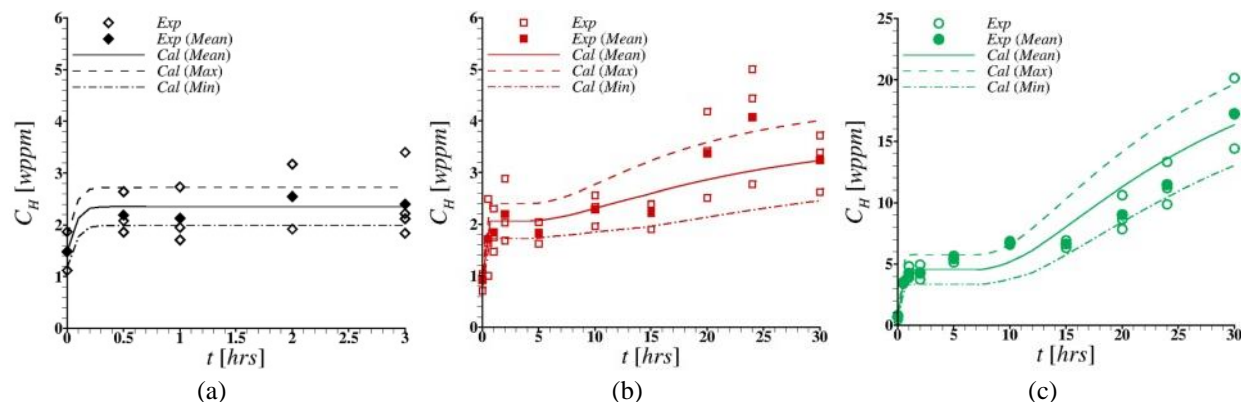 6
5
4
3
2
1
0
C_H [wppm]
Exp
Exp (Mean)
Cal (Mean)
Cal (Max)
Cal (Min)
0 0.5 1 1.5 2 2.5 3
t [hrs]
(a)
6
5
4
3
2
1
0
C_H [wppm]
Exp
Exp (Mean)
Cal (Mean)
Cal (Max)
Cal (Min)
0 5 10 15 20 25 30
t [hrs]
(b)
25
20
15
10
5
0
C_H [wppm]
Exp
Exp (Mean)
Cal (Mean)
Cal (Max)
Cal (Min)
0 5 10 15 20 25 30
t [hrs]
(c)